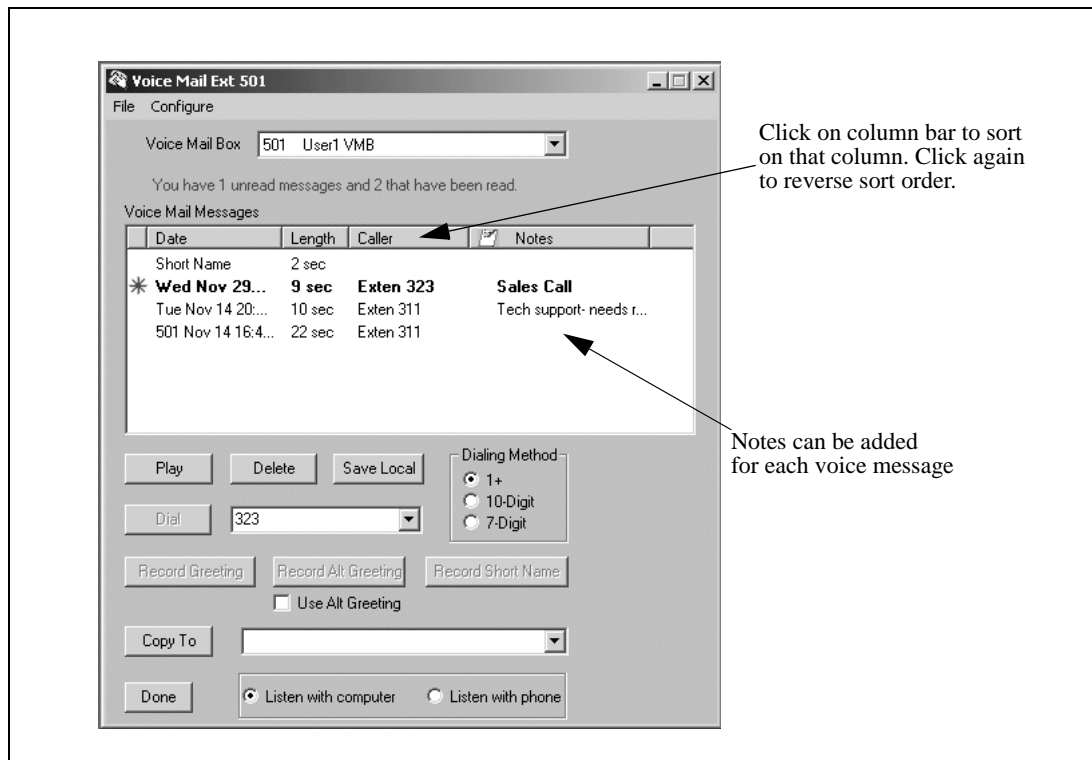 Voice Mail Ext 501
File Configure
Voice Mail Box 501 User1 VMB
You have 1 unread messages and 2 that have been read.
Voice Mail Messages
Date Length Caller Notes
Short Name 2 sec
Wed Nov 29... 9 sec Exten 323 Sales Call
Tue Nov 14 20:... 10 sec Exten 311 Tech support- needs r...
501 Nov 14 16:4... 22 sec Exten 311
Play Delete Save Local
Dialing Method
1+
10-Digit
7-Digit
Dial 323
Record Greeting Record Alt Greeting Record Short Name
Use Alt Greeting
Copy To
Done Listen with computer Listen with phone
Click on column bar to sort
on that column. Click again
to reverse sort order.
Notes can be added
for each voice message